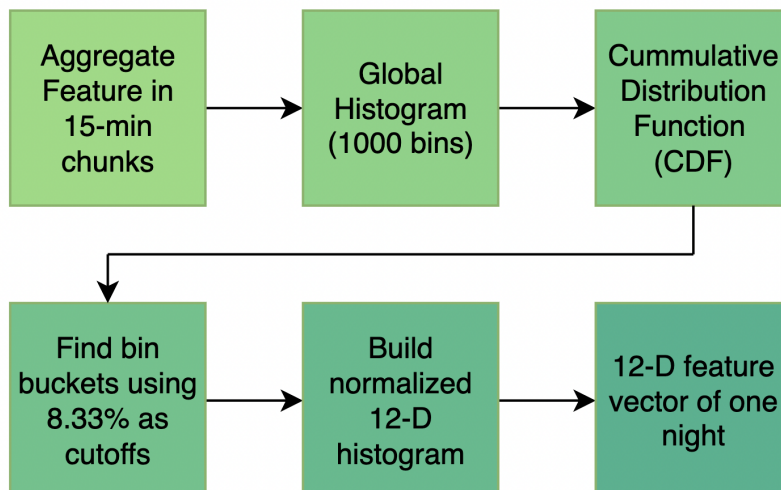 Aggregate
Feature in
15-min
chunks
Global
Histogram
(1000 bins)
Cummulative
Distribution
Function
(CDF)
Find bin
buckets using
8.33% as
cutoffs
Build
normalized
12-D
histogram
12-D feature
vector of one
night